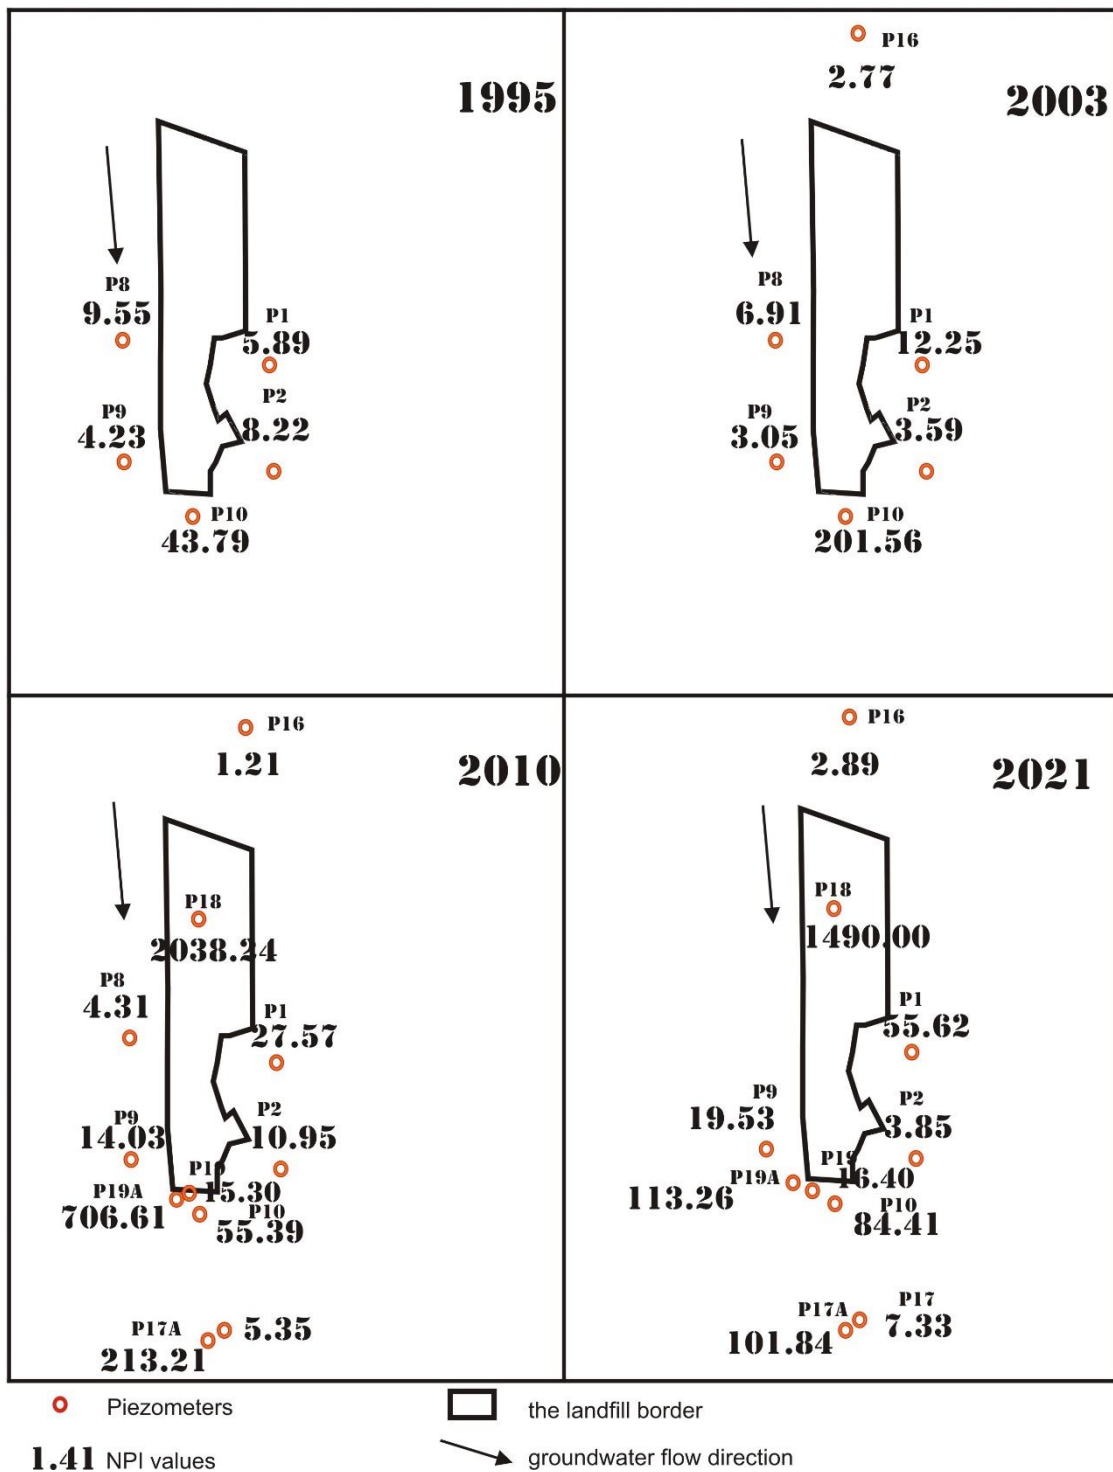 1995
P8
9.55
P1
5.89
P2
8.22
P9
4.23
P10
43.79
P16
2.77
2003
P8
6.91
P1
12.25
P2
3.59
P9
3.05
P10
201.56
P16
1.21
2010
P18
2038.24
P8
4.31
P1
27.57
P2
10.95
P9
14.03
P19
15.30
P19A
706.61
P10
55.39
P17A
5.35
213.21
P16
2.89
2021
P18
1490.00
P1
55.62
P9
19.53
P2
3.85
P19
16.40
P19A
113.26
P10
84.41
P17A
P17
7.33
101.84
Piezometers
the landfill border
1.41 NPI values
groundwater flow direction